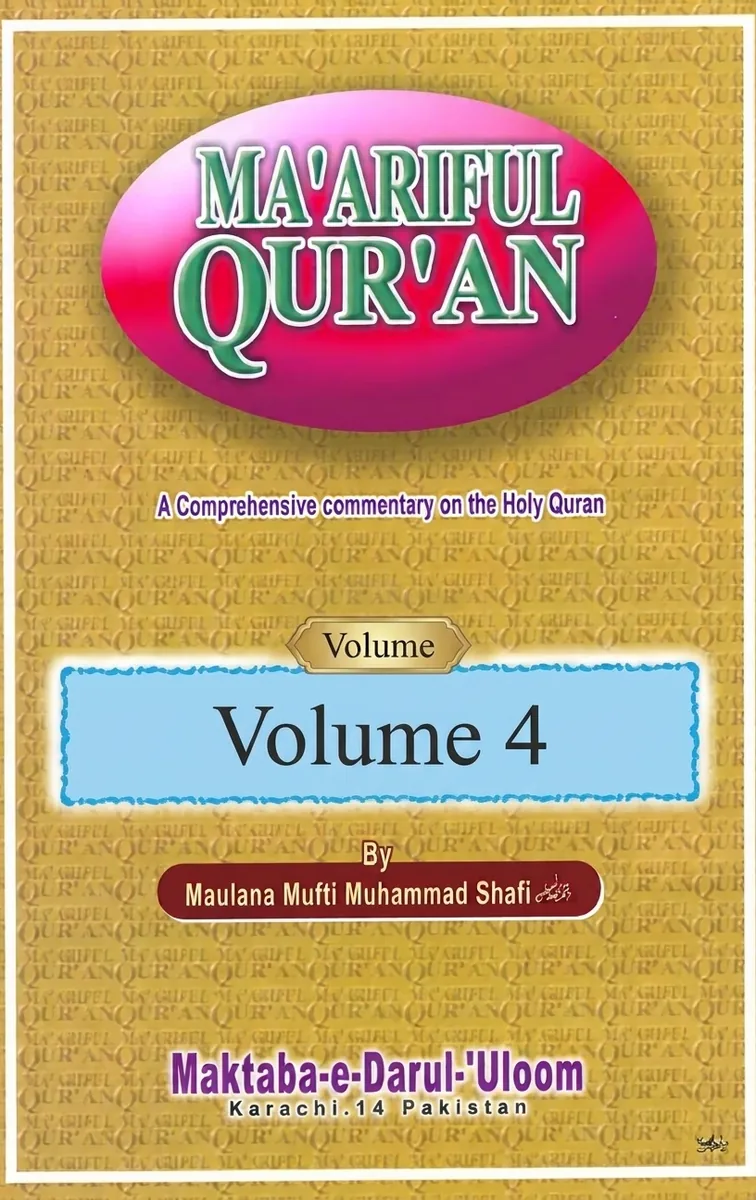 MA'ARIFUL
QUR'AN
A Comprehensive commentary on the Holy Quran
Volume
Volume 4
By
Maulana Mufti Muhammad Shafi
Maktaba-e-Darul-'Uloom
Karachi.14 Pakistan